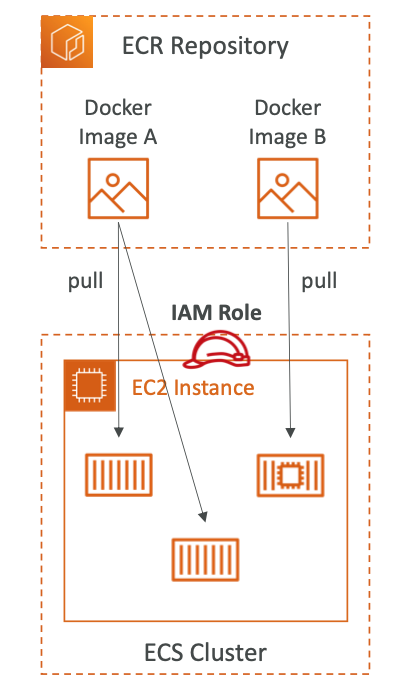 ECR Repository
Docker
Image A
Docker
Image B
pull
pull
IAM Role
EC2 Instance
ECS Cluster